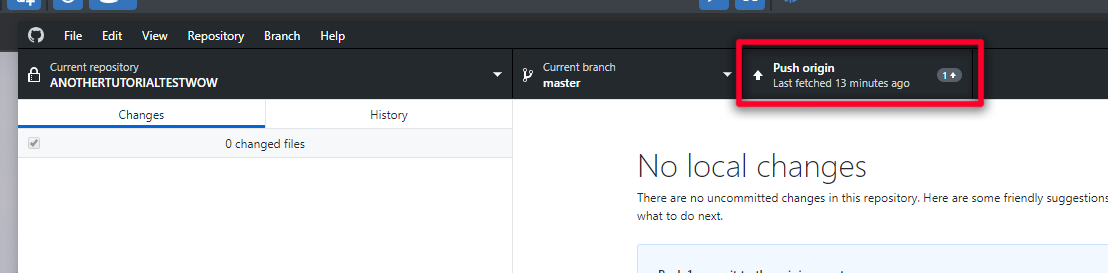 File Edit View Repository Branch Help
Current repository
ANOTHERTUTORIALTESTWOW
Current branch
master
Push origin
Last fetched 13 minutes ago
1
Changes
History
0 changed files
No local changes
There are no uncommitted changes in this repository. Here are some friendly suggestions
what to do next.